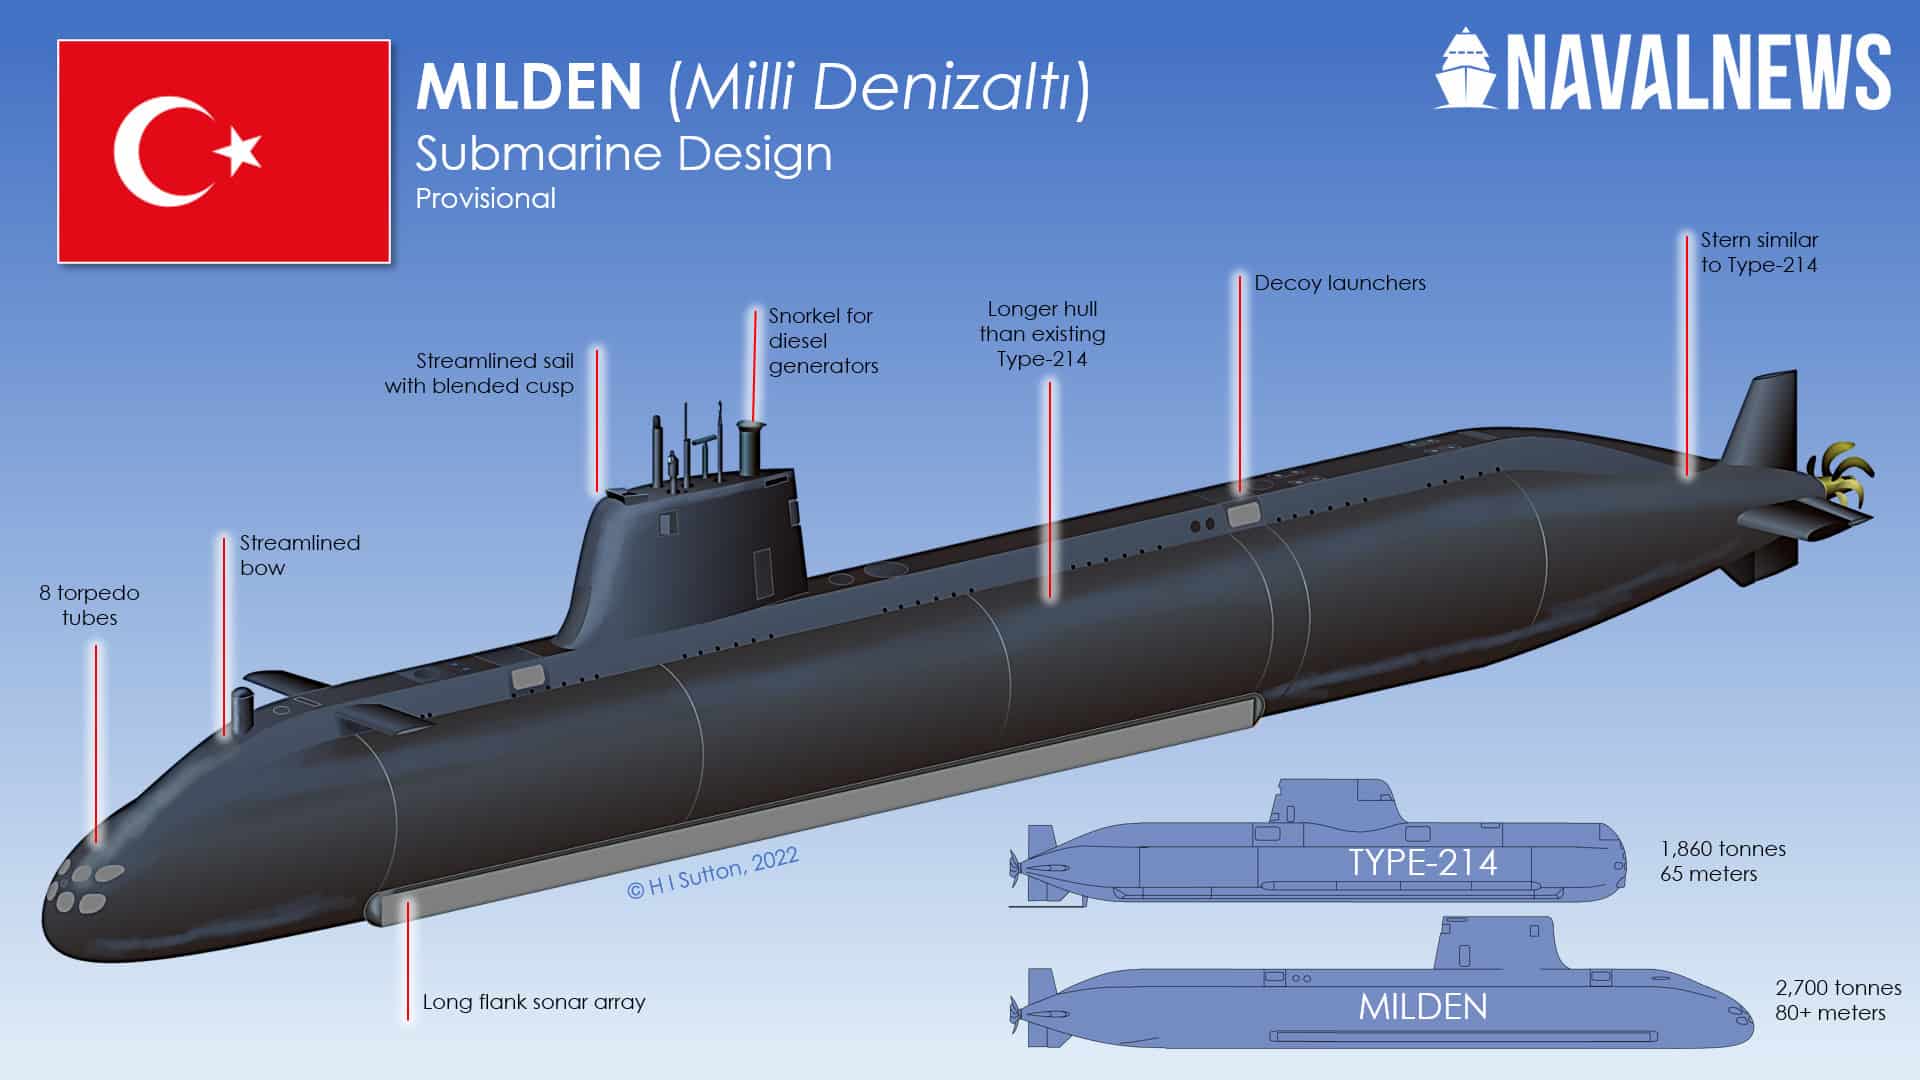 MILDEN (Milli Denizaltı)
Submarine Design
Provisional
NAVALNEWS
Stern similar
to Type-214
Decoy launchers
Longer hull
than existing
Type-214
Snorkel for
diesel
generators
Streamlined sail
with blended cusp
Streamlined
bow
8 torpedo
tubes
© H I Sutton, 2022
Long flank sonar array
TYPE-214
1,860 tonnes
65 meters
MILDEN
2,700 tonnes
80+ meters